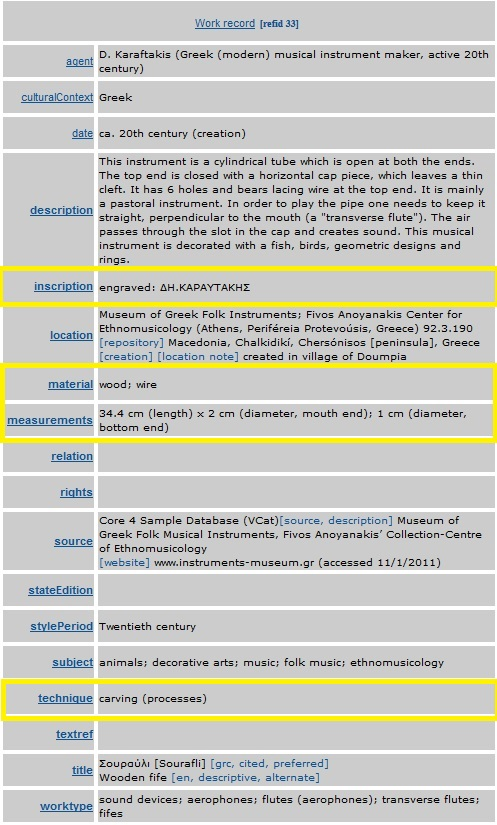 Work record [refid 33]
agent
D. Karaftakis (Greek (modern) musical instrument maker, active 20th
century)
culturalContext
Greek
date
ca. 20th century (creation)
description
This instrument is a cylindrical tube which is open at both the ends.
The top end is closed with a horizontal cap piece, which leaves a thin
cleft. It has 6 holes and bears lacing wire at the top end. It is mainly
a pastoral instrument. In order to play the pipe one needs to keep it
straight, perpendicular to the mouth (a "transverse flute"). The air
passes through the slot in the cap and creates sound. This musical
instrument is decorated with a fish, birds, geometric designs and
rings.
inscription
engraved: ΔΗ.ΚΑΡΑΥΤΑΚΗΣ
location
Museum of Greek Folk Instruments; Fivos Anoyanakis Center for
Ethnomusicology (Athens, Periféreia Protevoúsis, Greece) 92.3.190
[repository] Macedonia, Chalkidikí, Chersónisos [peninsula], Greece
[creation] [location note] created in village of Doumpia
material
wood; wire
measurements
34.4 cm (length) x 2 cm (diameter, mouth end); 1 cm (diameter,
bottom end)
relation
rights
source
Core 4 Sample Database (VCat)[source, description] Museum of
Greek Folk Musical Instruments, Fivos Anoyanakis’ Collection-Centre
of Ethnomusicology
[website] www.instruments-museum.gr (accessed 11/1/2011)
stateEdition
stylePeriod
Twentieth century
subject
animals; decorative arts; music; folk music; ethnomusicology
technique
carving (processes)
textref
title
Σουραύλι [Sourafli] [grc, cited, preferred]
Wooden fife [en, descriptive, alternate]
worktype
sound devices; aerophones; flutes (aerophones); transverse flutes;
fifes